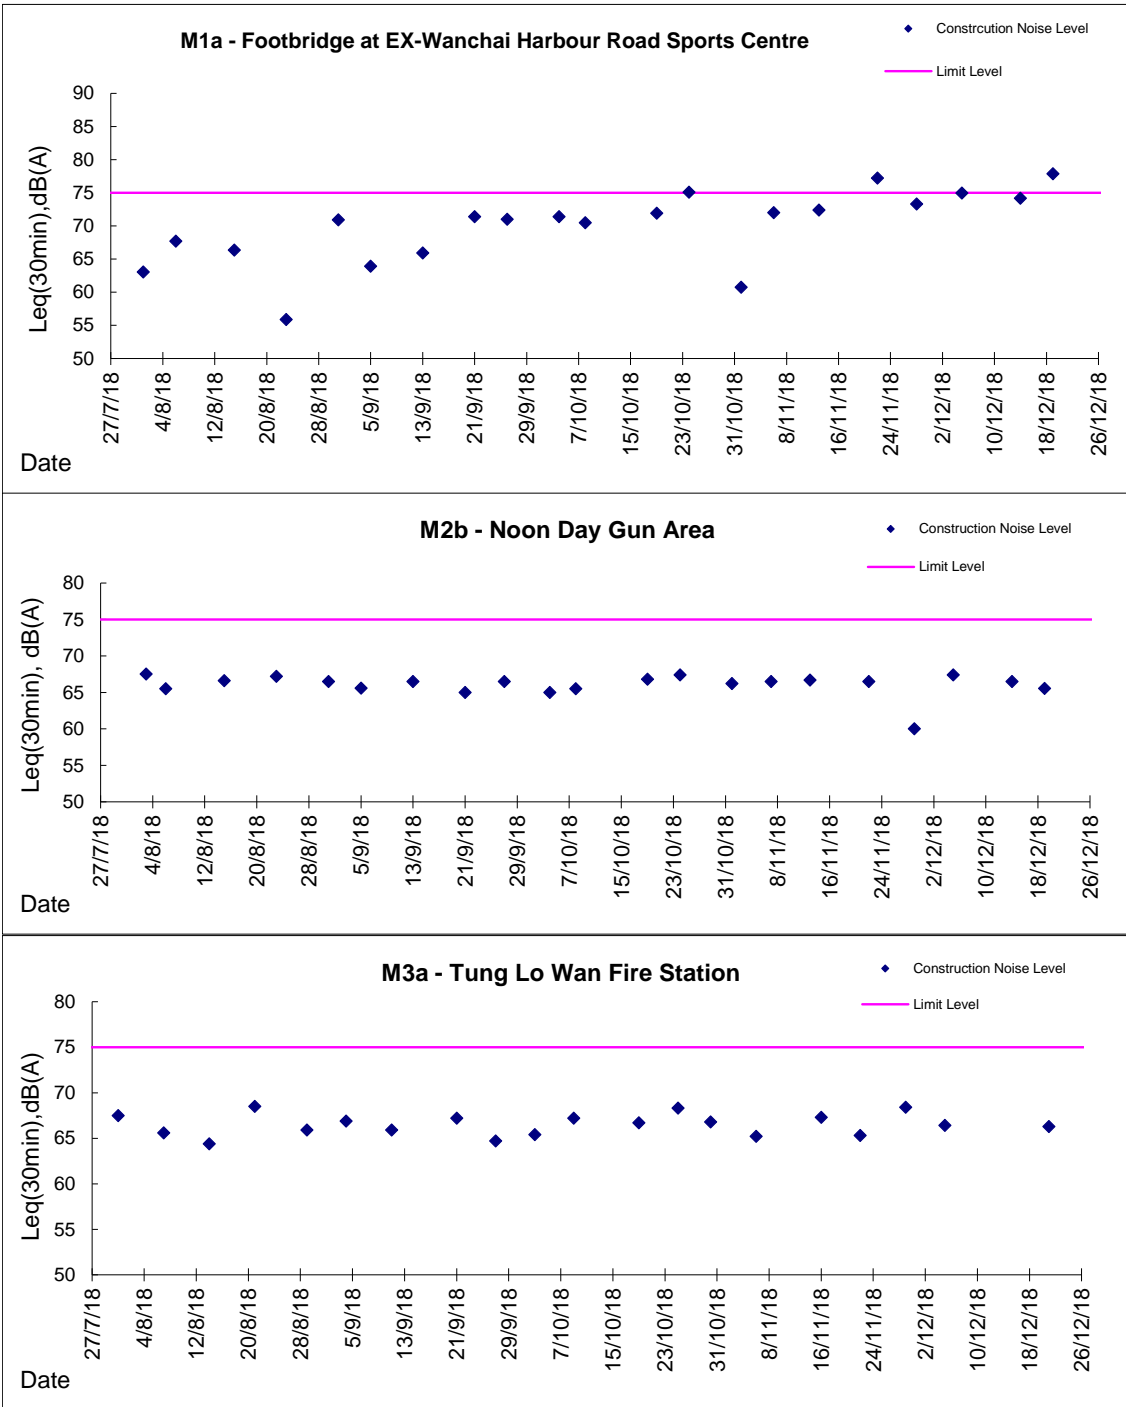 M1a - Footbridge at EX-Wanchai Harbour Road Sports Centre
Constrcution Noise Level
Limit Level
Leq(30min),dB(A)
90
85
80
75
70
65
60
55
50
27/7/18 4/8/18 12/8/18 20/8/18 28/8/18 5/9/18 13/9/18 21/9/18 29/9/18 7/10/18 15/10/18 23/10/18 31/10/18 8/11/18 16/11/18 24/11/18 2/12/18 10/12/18 18/12/18 26/12/18
Date
M2b - Noon Day Gun Area
Construction Noise Level
Limit Level
Leq(30min), dB(A)
80
75
70
65
60
55
50
27/7/18 4/8/18 12/8/18 20/8/18 28/8/18 5/9/18 13/9/18 21/9/18 29/9/18 7/10/18 15/10/18 23/10/18 31/10/18 8/11/18 16/11/18 24/11/18 2/12/18 10/12/18 18/12/18 26/12/18
Date
M3a - Tung Lo Wan Fire Station
Construction Noise Level
Limit Level
Leq(30min),dB(A)
80
75
70
65
60
55
50
27/7/18 4/8/18 12/8/18 20/8/18 28/8/18 5/9/18 13/9/18 21/9/18 29/9/18 7/10/18 15/10/18 23/10/18 31/10/18 8/11/18 16/11/18 24/11/18 2/12/18 10/12/18 18/12/18 26/12/18
Date